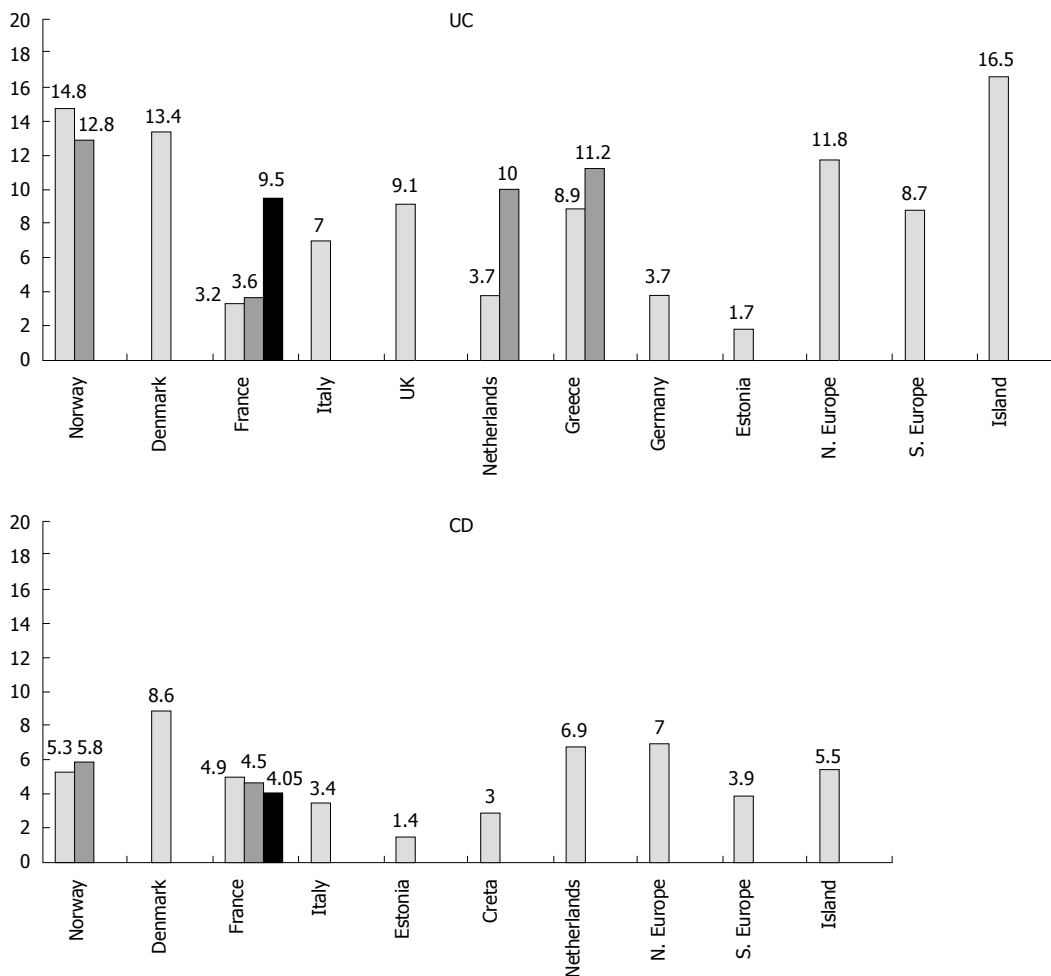 UC
20
18
16
14
12
10
8
6
4
2
0
14.8
12.8
13.4
3.2
3.6
9.5
7
9.1
3.7
10
8.9
11.2
3.7
1.7
11.8
8.7
16.5
Norway
Denmark
France
Italy
UK
Netherlands
Greece
Germany
Estonia
N. Europe
S. Europe
Island
CD
20
18
16
14
12
10
8
6
4
2
0
5.3
5.8
8.6
4.9
4.5
4.05
3.4
1.4
3
6.9
7
3.9
5.5
Norway
Denmark
France
Italy
Estonia
Creta
Netherlands
N. Europe
S. Europe
Island